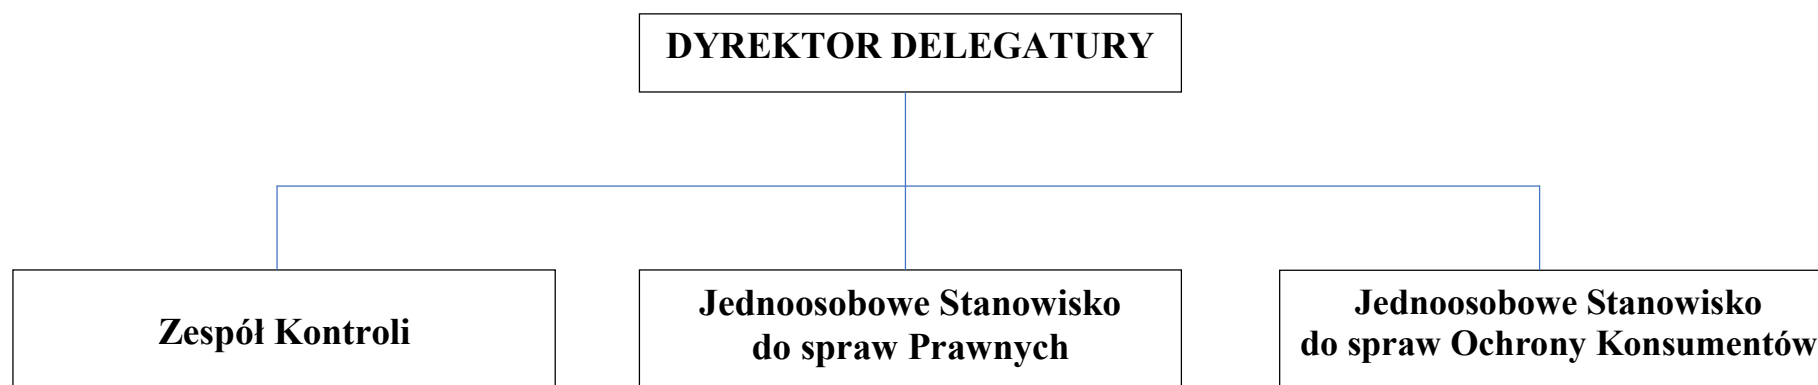 DYREKTOR DELEGATURY
Zespół Kontroli
Jednoosobowe Stanowisko
do spraw Prawnych
Jednoosobowe Stanowisko
do spraw Ochrony Konsumentów